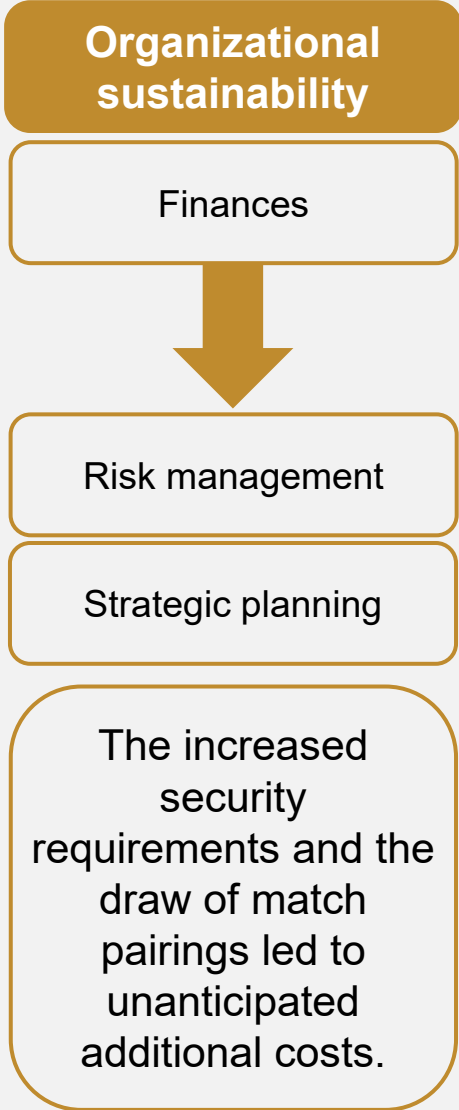 Organizational
sustainability
Finances
Risk management
Strategic planning
The increased
security
requirements and the
draw of match
pairings led to
unanticipated
additional costs.